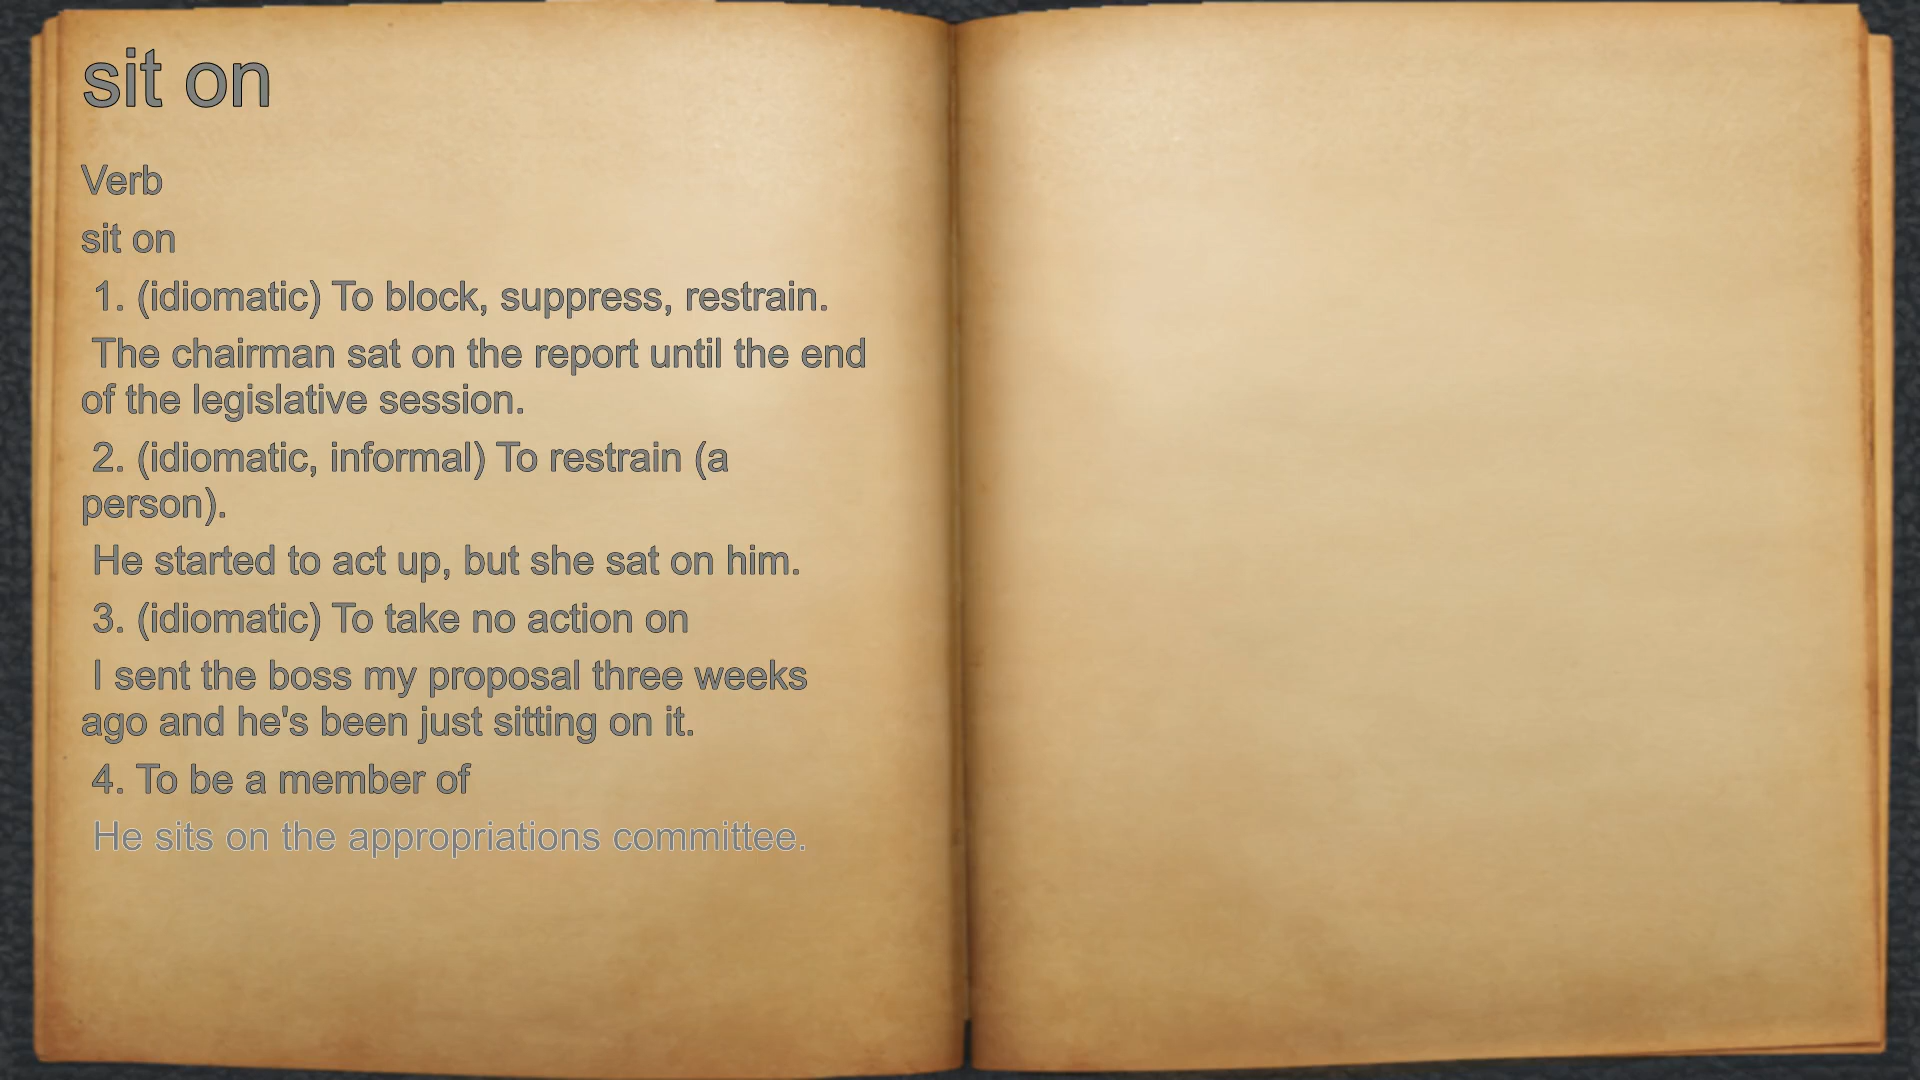 sit on
Verb
sit on
1. (idiomatic) To block, suppress, restrain.
The chairman sat on the report until the end
of the legislative session.
2. (idiomatic, informal) To restrain (a
person).
He started to act up, but she sat on him.
3. (idiomatic) To take no action on
I sent the boss my proposal three weeks
ago and he's been just sitting on it.
4. To be a member of
He sits on the appropriations committee.